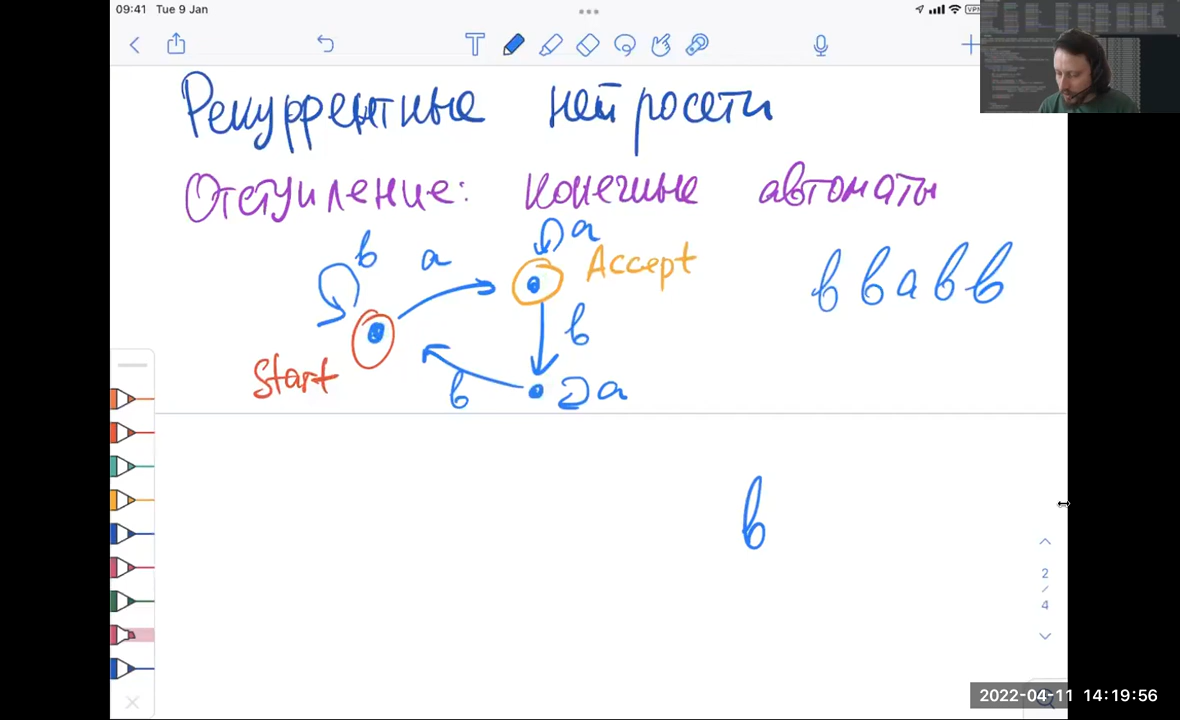 09:41 Tue 9 Jan
VPN
Рекуррентные нейросети
Отступление: конечные автоматы
b a a Accept
b b a b b
Start b
b a
b
2
4
2022-04-11 14:19:56